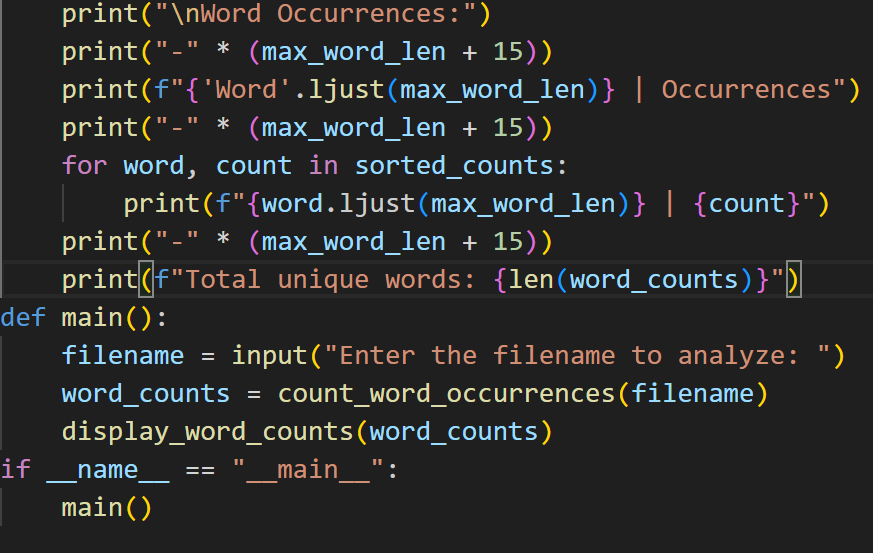 print("\nWord Occurrences:")
    print("-" * (max_word_len + 15))
    print(f"{'Word'.ljust(max_word_len)} | Occurrences")
    print("-" * (max_word_len + 15))
    for word, count in sorted_counts:
        print(f"{word.ljust(max_word_len)} | {count}")
    print("-" * (max_word_len + 15))
    print(f"Total unique words: {len(word_counts)}")
def main():
    filename = input("Enter the filename to analyze: ")
    word_counts = count_word_occurrences(filename)
    display_word_counts(word_counts)
if __name__ == "__main__":
    main()